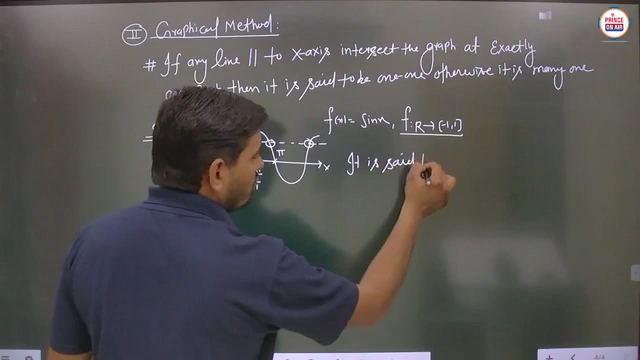 II Graphical Method:
# If any line || to X-axis intersect the graph at Exactly
then it is said to be one-one otherwise it is many one
f(x) = sinx, f: R → [-1,1]
π
x
It is said
PRINCE
ON AIR